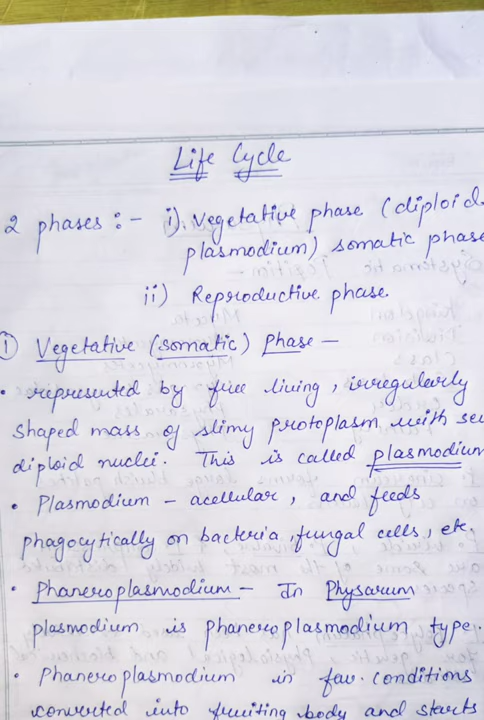 Life Cycle
2 phases :- i) Vegetative phase (diploid
plasmodium) somatic phase
ii) Reproductive phase.
① Vegetative (somatic) Phase —
• represented by free living, irregularly
shaped mass of slimy protoplasm with
diploid nuclei. This is called plasmodium
• Plasmodium - acellular, and feeds
phagocytically on bacteria, fungal cells, etc.
• Phaneroplasmodium - In Physarum
plasmodium is phaneroplasmodium type.
• Phaneroplasmodium in fav. conditions
converted into fruiting body and starts